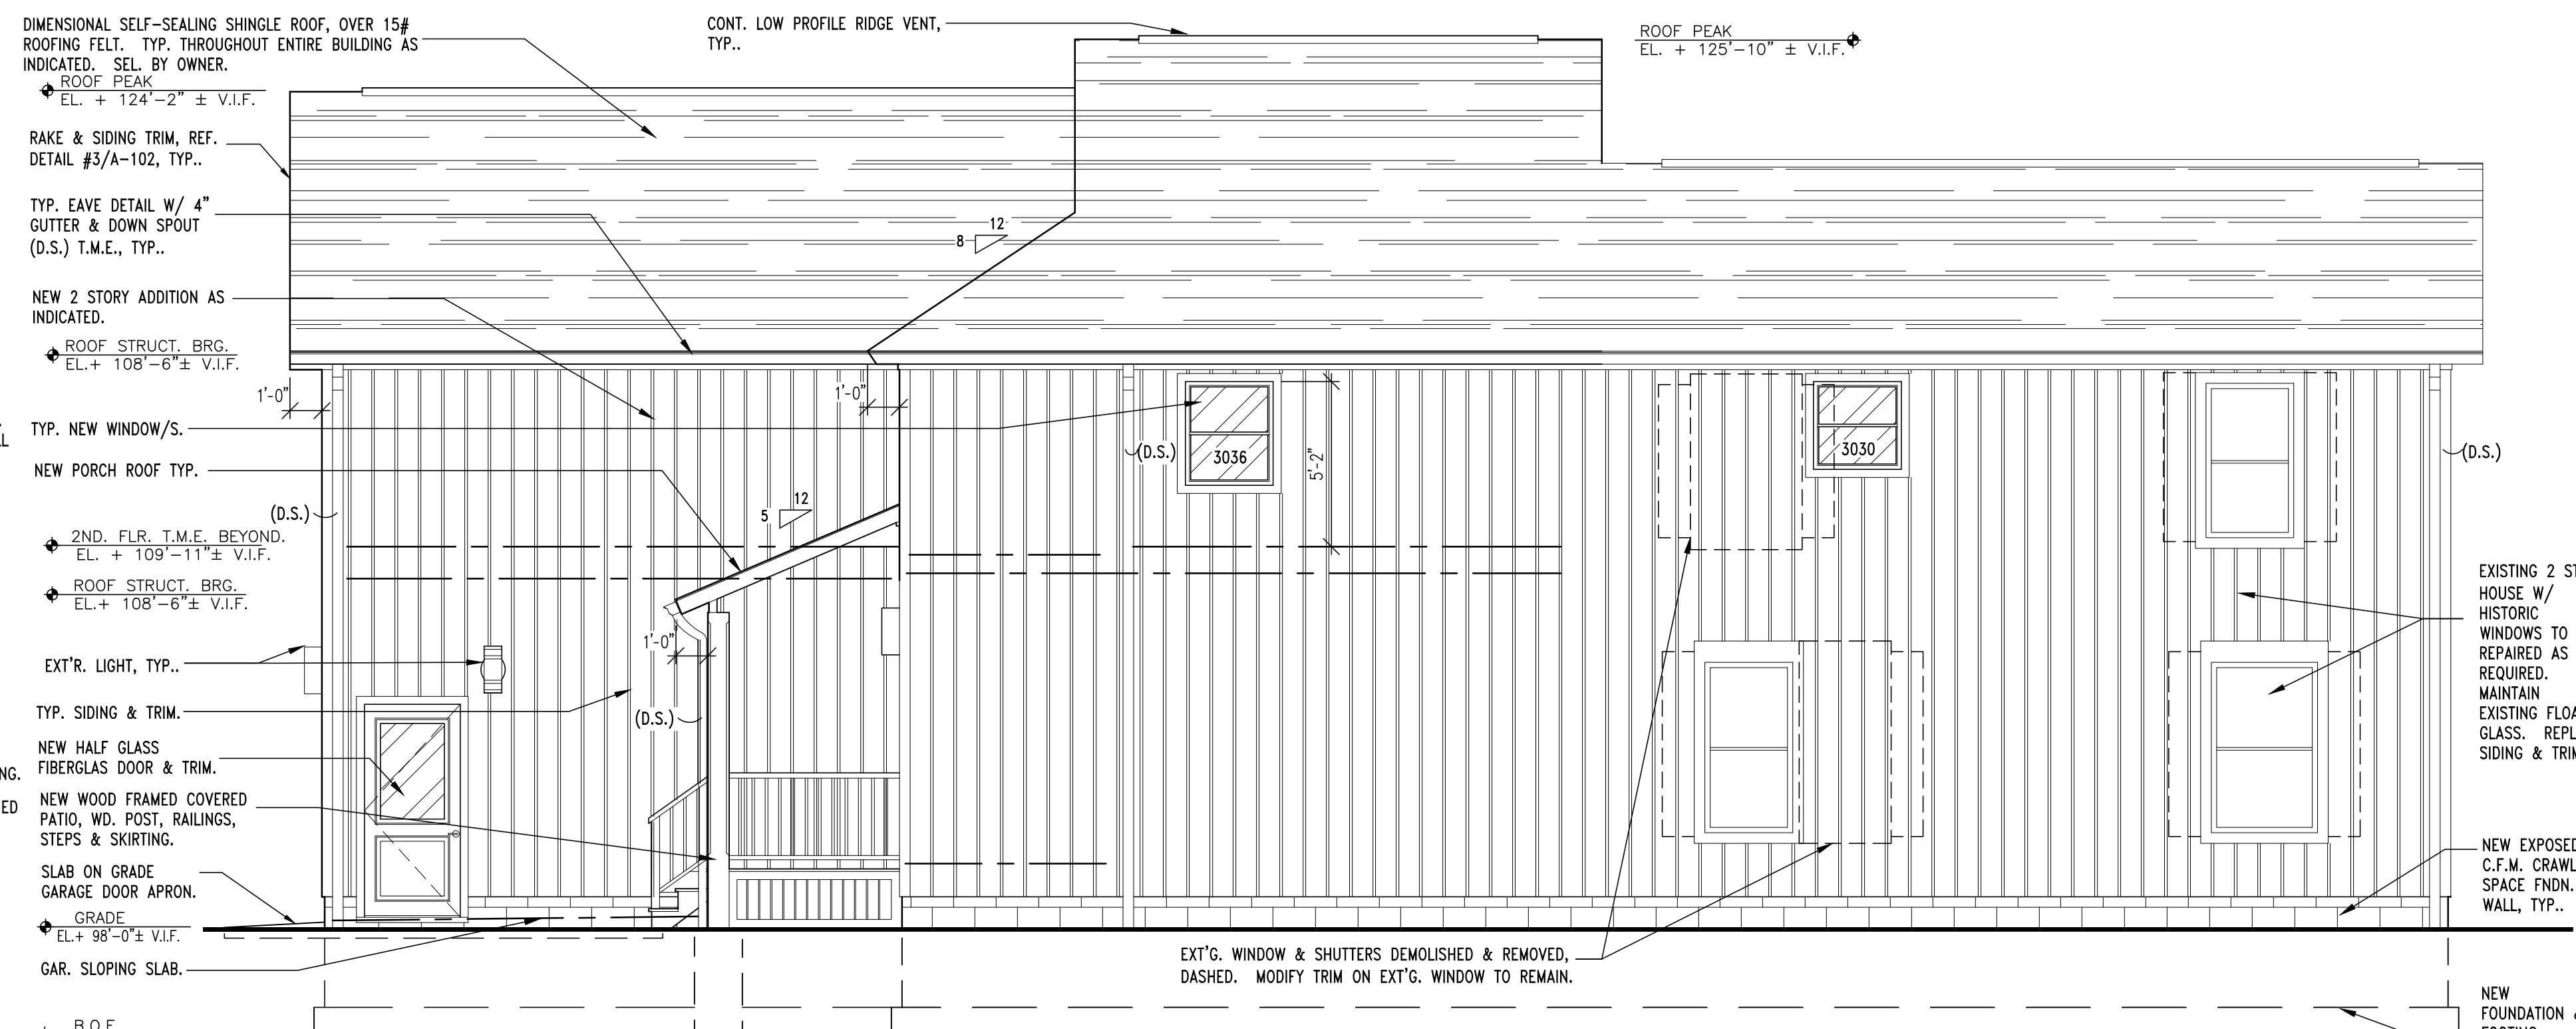 DIMENSIONAL SELF-SEALING SHINGLE ROOF, OVER 15#
ROOFING FELT. TYP. THROUGHOUT ENTIRE BUILDING AS
INDICATED. SEL. BY OWNER.
ROOF PEAK
EL. + 124'-2" ± V.I.F.
CONT. LOW PROFILE RIDGE VENT,
TYP..
ROOF PEAK
EL. + 125'-10" ± V.I.F.
RAKE & SIDING TRIM, REF.
DETAIL #3/A-102, TYP..
TYP. EAVE DETAIL W/ 4"
GUTTER & DOWN SPOUT
(D.S.) T.M.E., TYP..
12
8
NEW 2 STORY ADDITION AS
INDICATED.
ROOF STRUCT. BRG.
EL.+ 108'-6"± V.I.F.
1'-0"
1'-0"
TYP. NEW WINDOW/S.
(D.S.)
3036
5'-2"
3030
(D.S.)
NEW PORCH ROOF TYP.
12
5
(D.S.)
2ND. FLR. T.M.E. BEYOND.
EL. + 109'-11"± V.I.F.
ROOF STRUCT. BRG.
EL.+ 108'-6"± V.I.F.
1'-0"
EXT'R. LIGHT, TYP..
TYP. SIDING & TRIM.
(D.S.)
NEW HALF GLASS
FIBERGLAS DOOR & TRIM.
NG.
ED
NEW WOOD FRAMED COVERED
PATIO, WD. POST, RAILINGS,
STEPS & SKIRTING.
SLAB ON GRADE
GARAGE DOOR APRON.
GRADE
EL.+ 98'-0"± V.I.F.
GAR. SLOPING SLAB.
EXISTING 2 ST
HOUSE W/
HISTORIC
WINDOWS TO
REPAIRED AS
REQUIRED.
MAINTAIN
EXISTING FLOA
GLASS. REPL
SIDING & TRIM
NEW EXPOSED
C.F.M. CRAWL
SPACE FNDN.
WALL, TYP..
EXT'G. WINDOW & SHUTTERS DEMOLISHED & REMOVED,
DASHED. MODIFY TRIM ON EXT'G. WINDOW TO REMAIN.
NEW
FOUNDATION
B.O.F.